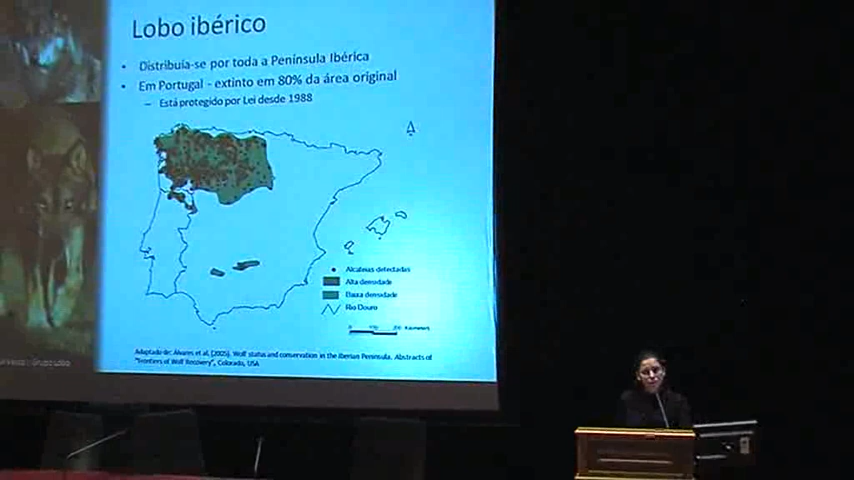 Lobo ibérico
• Distribuía-se por toda a Península Ibérica
• Em Portugal - extinto em 80% da área original
– Está protegido por Lei desde 1988
Alcateias detectadas
Alta densidade
Baixa densidade
Rio Douro
Adaptado de: Álvares et al. (2005). Wolf status and conservation in the Iberian Peninsula. Abstracts of
"Frontiers of Wolf Recovery", Colorado, USA